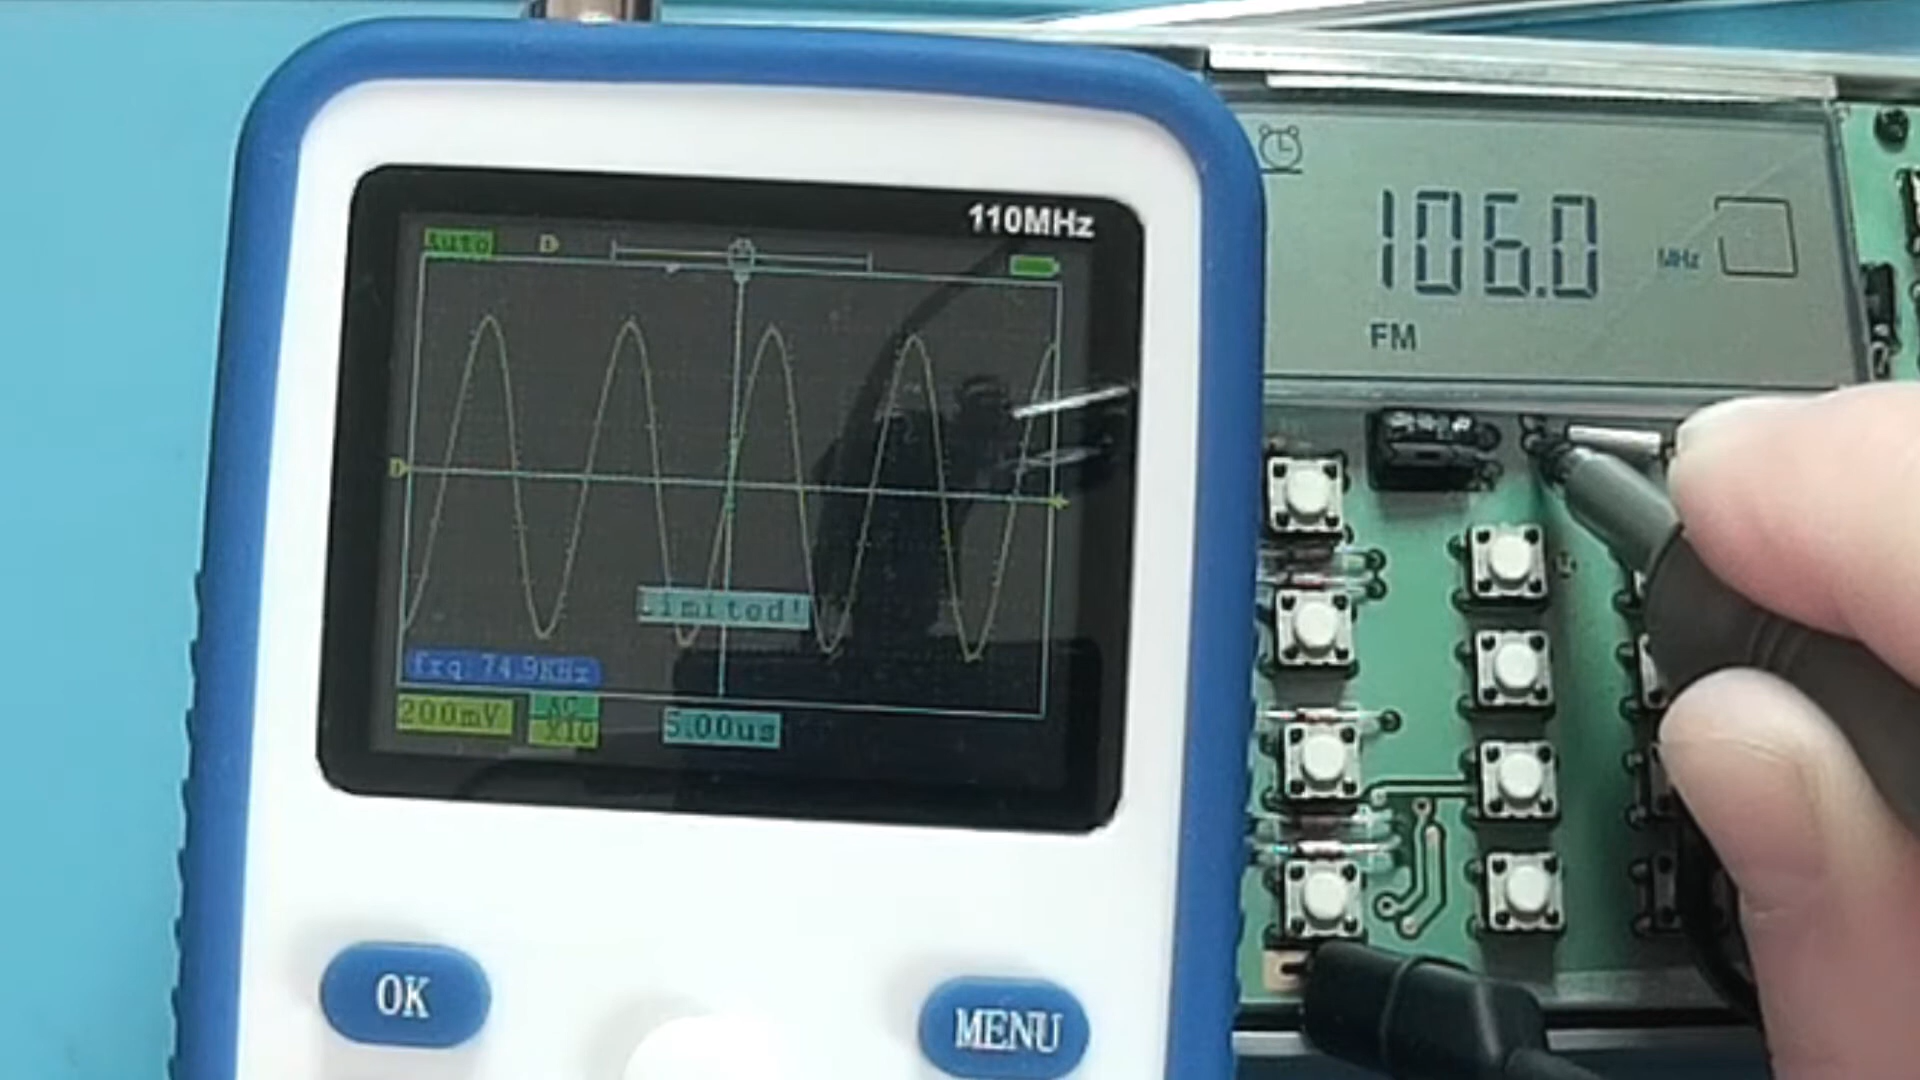 110MHz
Auto
D
D
Limited!
frq 74.9KHz
200mV
AC
X10
5.00us
OK
MENU
106.0
MHz
FM